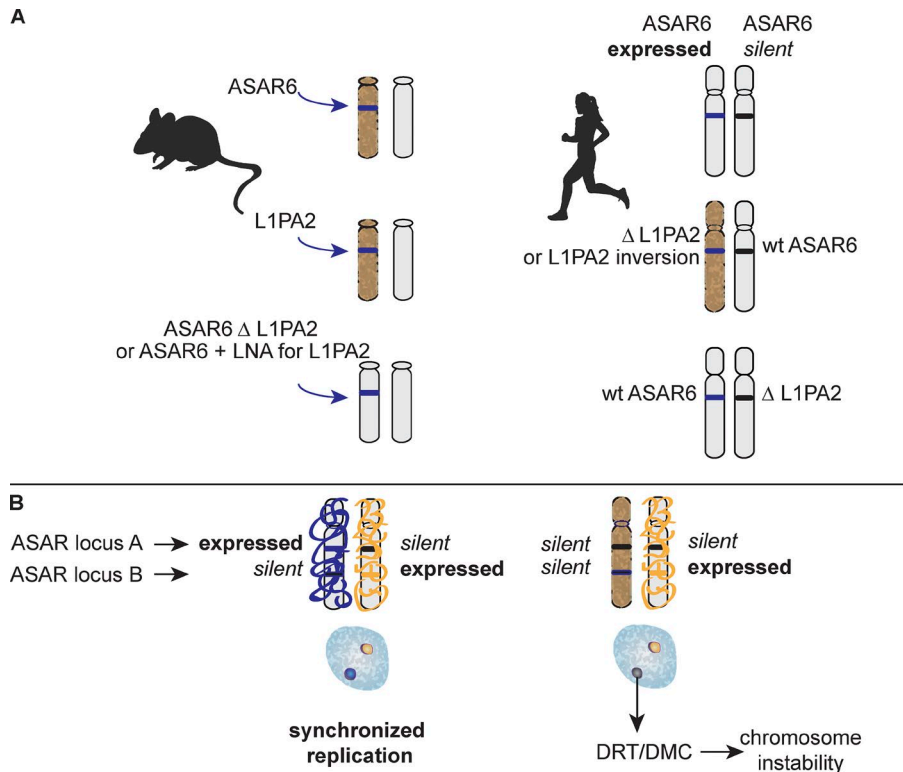 A
ASAR6
L1PA2
ASAR6 Δ L1PA2
or ASAR6 + LNA for L1PA2
ASAR6 ASAR6
expressed silent
Δ L1PA2
or L1PA2 inversion
wt ASAR6
wt ASAR6
Δ L1PA2
B
ASAR locus A
ASAR locus B
expressed
silent
silent
expressed
synchronized
replication
silent
silent
silent
expressed
DRT/DMC
chromosome
instability